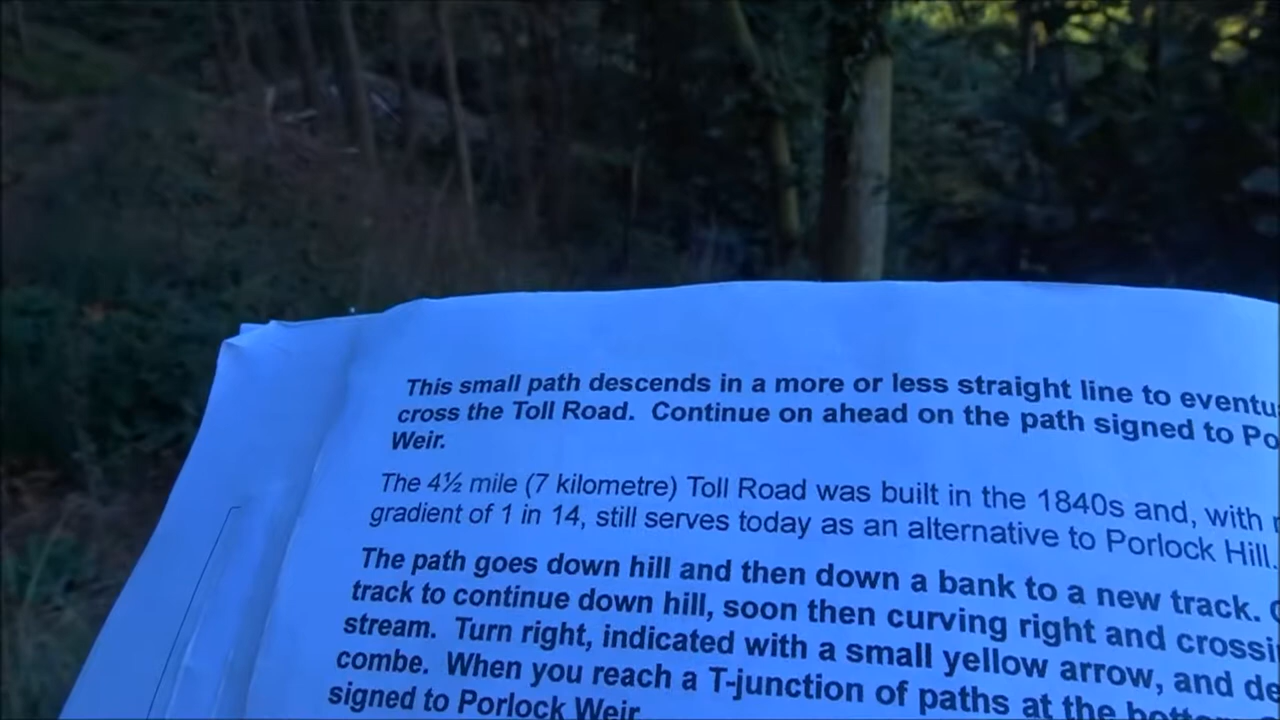 This small path descends in a more or less straight line to eventu
cross the Toll Road. Continue on ahead on the path signed to Po
Weir.
The 4½ mile (7 kilometre) Toll Road was built in the 1840s and, with
gradient of 1 in 14, still serves today as an alternative to Porlock Hill.
The path goes down hill and then down a bank to a new track.
track to continue down hill, soon then curving right and crossi
stream. Turn right, indicated with a small yellow arrow, and de
combe. When you reach a T-junction of paths at the bott
signed to Porlock Weir.